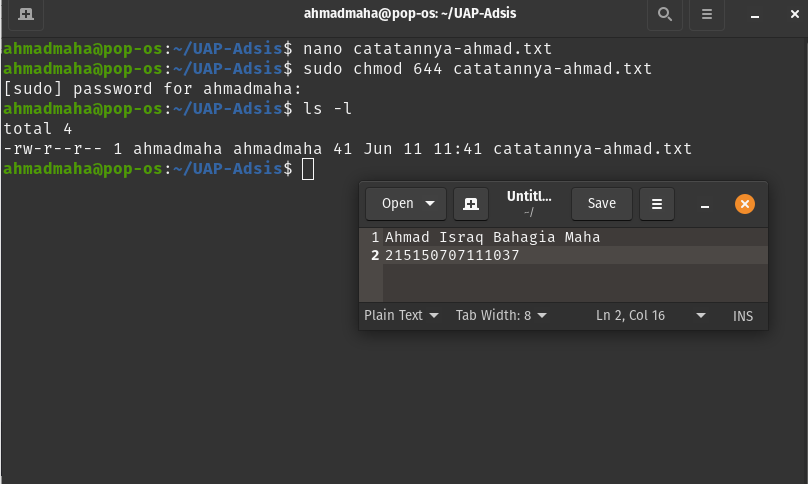 ahmadmaha@pop-os: ~/UAP-Adsis
ahmadmaha@pop-os:~/UAP-Adsis$ nano catatannya-ahmad.txt
ahmadmaha@pop-os:~/UAP-Adsis$ sudo chmod 644 catatannya-ahmad.txt
[sudo] password for ahmadmaha:
ahmadmaha@pop-os:~/UAP-Adsis$ ls -l
total 4
-rw-r--r-- 1 ahmadmaha ahmadmaha 41 Jun 11 11:41 catatannya-ahmad.txt
ahmadmaha@pop-os:~/UAP-Adsis$
Open Untitl... Save
~/
1 Ahmad Israq Bahagia Maha
2 215150707111037
Plain Text Tab Width: 8 Ln 2, Col 16 INS